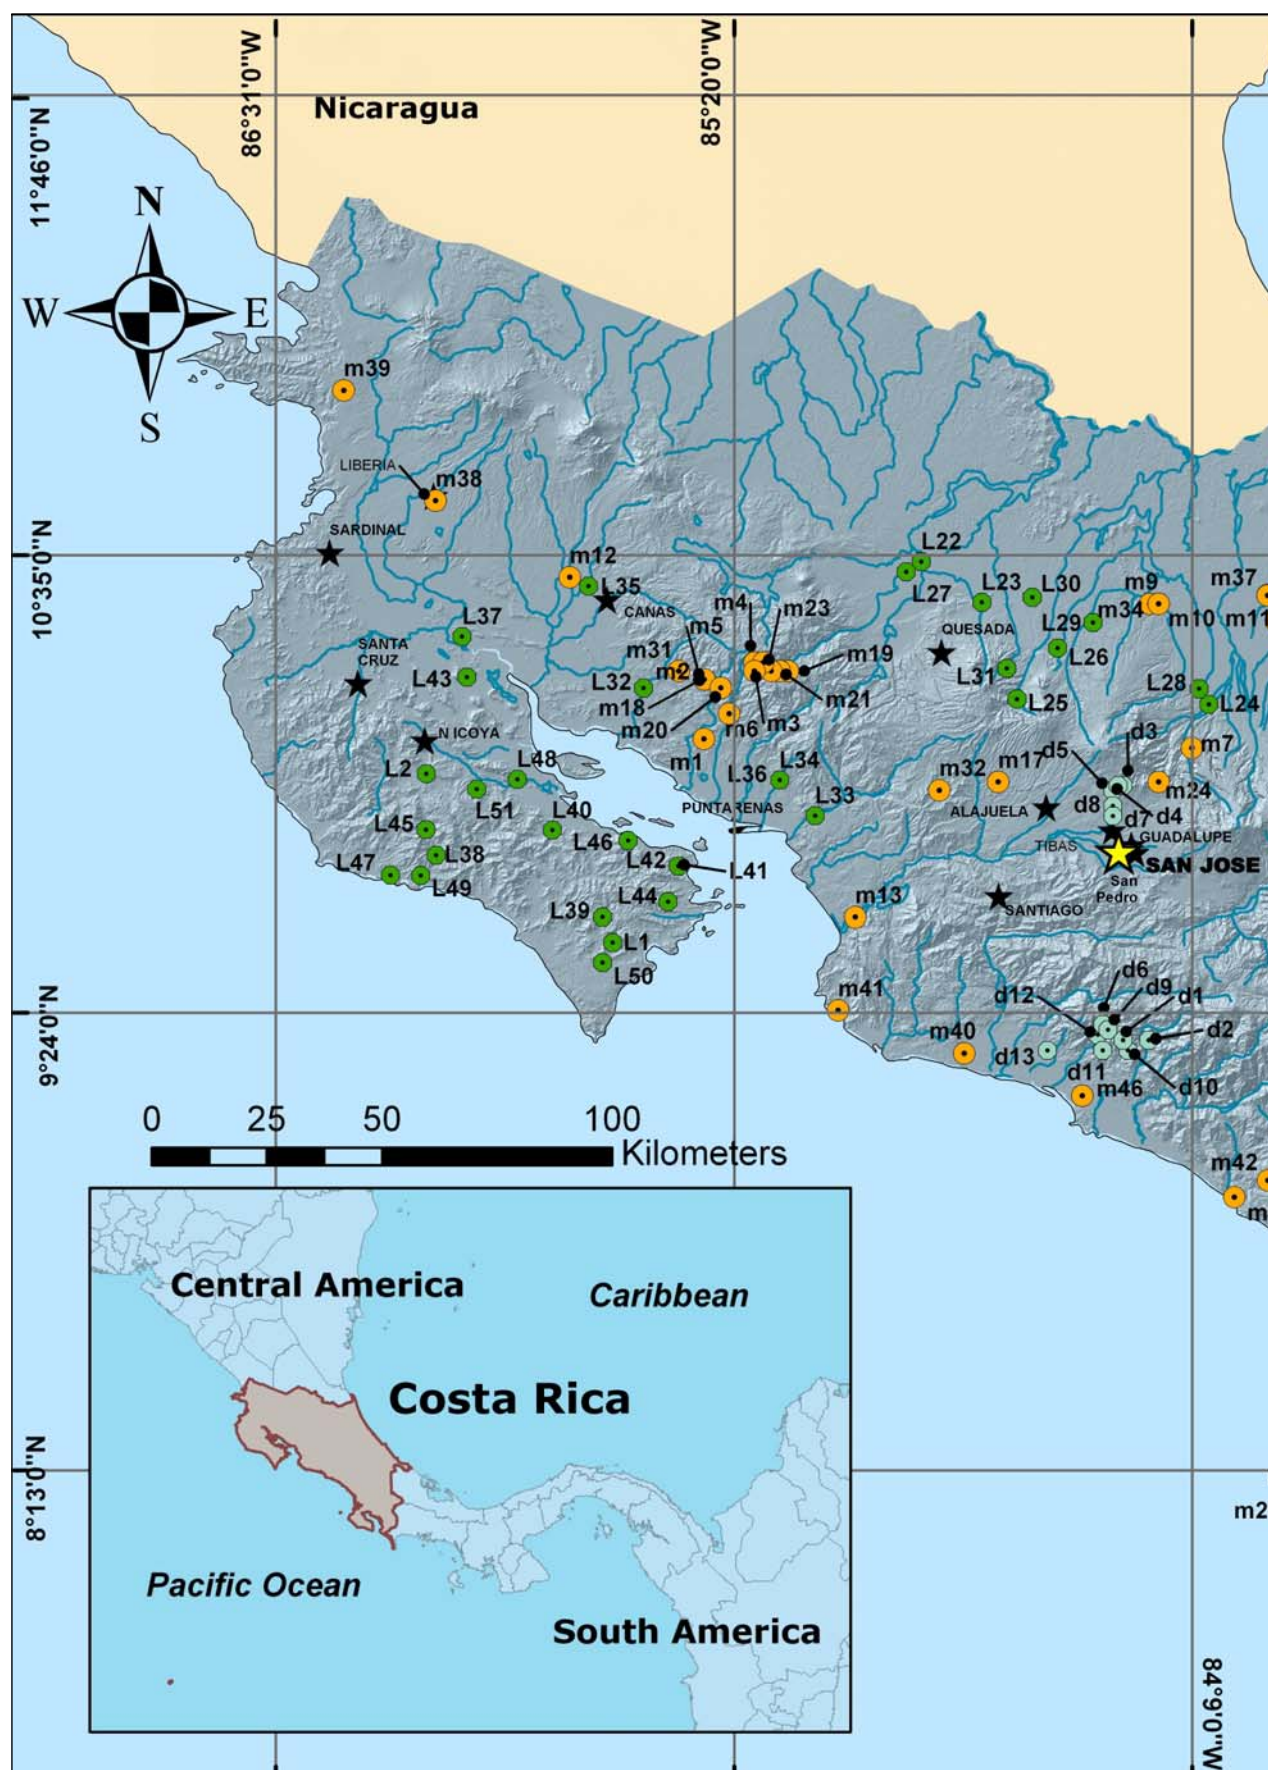 86°31'0"W
85°20'0"W
Nicaragua
11°46'0"N
N
W
E
S
m39
LIBERIA
m38
SARDINAL
L22
m12
L35
CANAS
L27
L23
L30
m9
m37
10°35'0"N
m4
m23
m34
m10
m11
L37
SANTA
CRUZ
m5
QUESADA
L29
m31
m2
m19
L26
L43
L32
L31
m18
m21
L28
m20
m6
m3
L25
L24
N ICOYA
m1
d3
m7
L2
L48
L34
L36
d5
m17
m32
m24
L51
L40
PUNTARENAS
L33
ALAJUELA
d8
d4
d7
L45
L46
TIBAS
GUADALUPE
L38
L42
L41
SAN JOSE
L47
L49
San
Pedro
L44
m13
SANTIAGO
L39
L1
L50
d6
d9
m41
d12
d1
9°24'0"N
m40
d2
d13
d11
d10
m46
0
25
50
100
Kilometers
m42
m
Central America
Caribbean
Costa Rica
8°13'0"N
m2
Pacific Ocean
South America
84°9'0"W